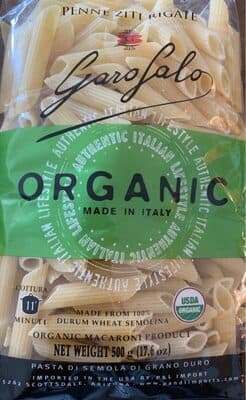 PENNE ZITI RIGATE
Garofalo
AUTHENTIC ITALIAN LIFESTYLE
ORGANIC
MADE IN ITALY
COTTURA
11'
MINUTI
MADE FROM 100%
DURUM WHEAT SEMOLINA
USDA
ORGANIC
ORGANIC MACARONI PRODUCT
NET WEIGHT 500 g (17.6 oz)
PASTA DI SEMOLA DI GRANO DURO
IMPORTED IN THE USA BY IMPORT
SCOTTSDALE, ARIZONA